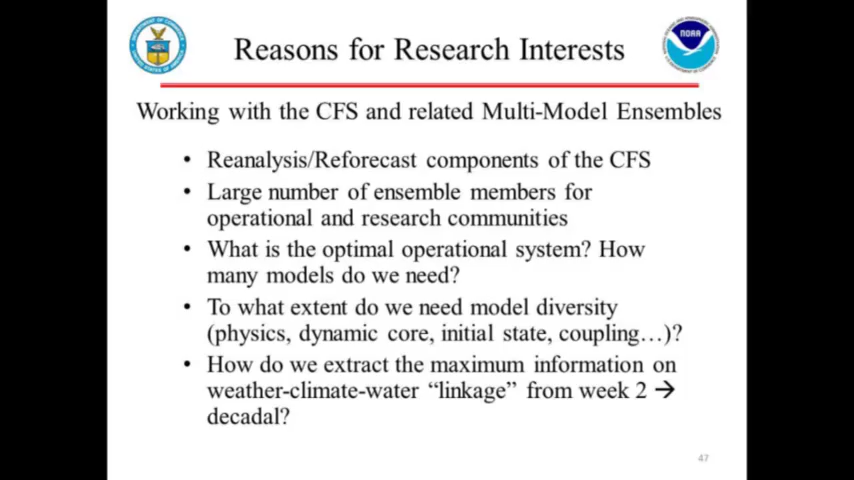 Reasons for Research Interests
NOAA
Working with the CFS and related Multi-Model Ensembles
• Reanalysis/Reforecast components of the CFS
• Large number of ensemble members for
operational and research communities
• What is the optimal operational system? How
many models do we need?
• To what extent do we need model diversity
(physics, dynamic core, initial state, coupling…)?
• How do we extract the maximum information on
weather-climate-water “linkage” from week 2 →
decadal?
47